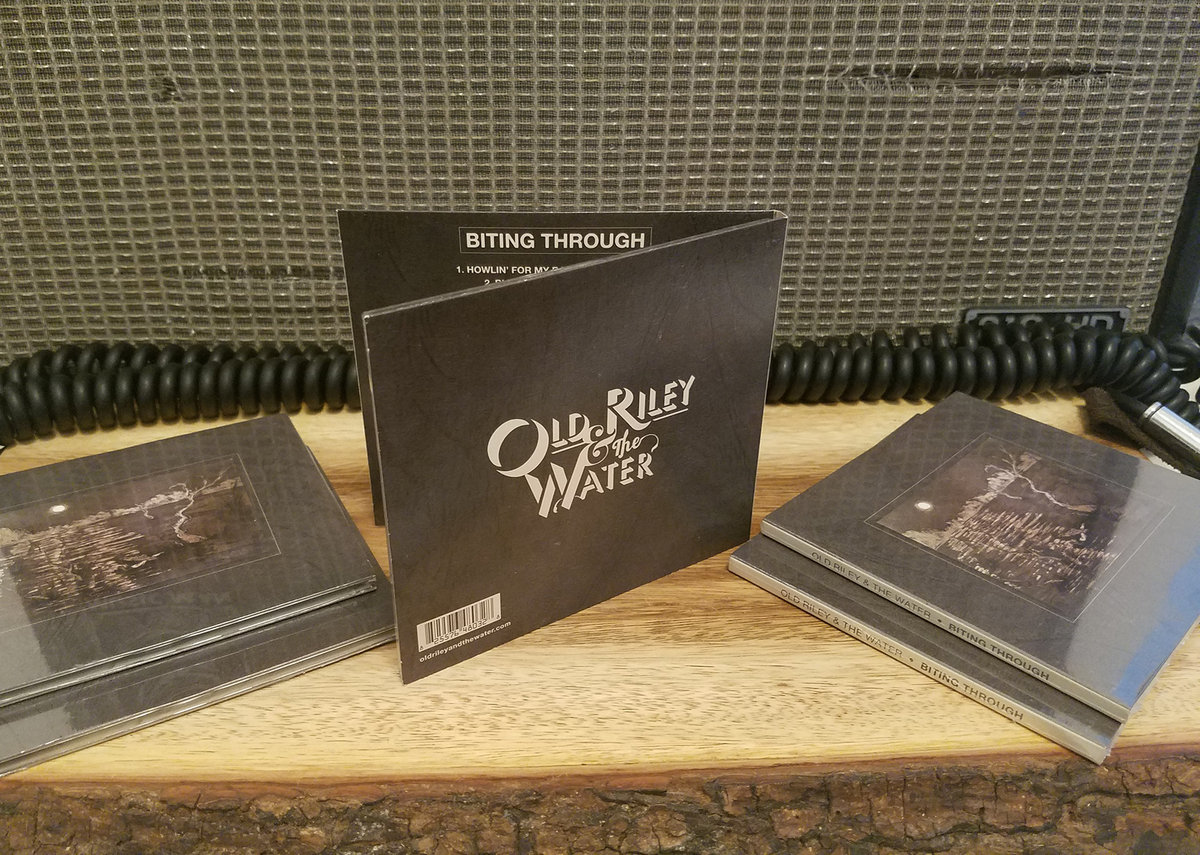 BITING THROUGH
1. HOWLIN' FOR MY
2.
OLD RILEY
& the
WATER
oldrileyandthewater.com
OLD RILEY & THE WATER • BITING THROUGH
OLD RILEY & THE WATER • BITING THROUGH